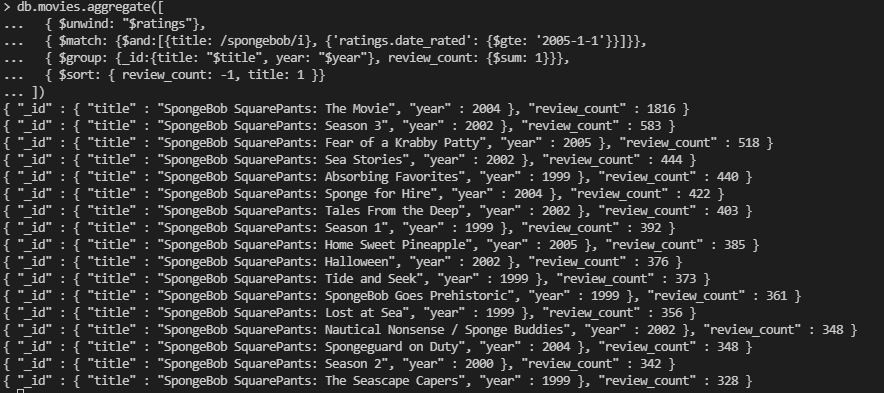 > db.movies.aggregate([
...   { $unwind: "$ratings"},
...   { $match: {$and:[{title: /spongebob/i}, {'ratings.date_rated': {$gte: '2005-1-1'}}]}},
...   { $group: {_id:{title: "$title", year: "$year"}, review_count: {$sum: 1}}},
...   { $sort: { review_count: -1, title: 1 }}
... ])
{ "_id" : { "title" : "SpongeBob SquarePants: The Movie", "year" : 2004 }, "review_count" : 1816 }
{ "_id" : { "title" : "SpongeBob SquarePants: Season 3", "year" : 2002 }, "review_count" : 583 }
{ "_id" : { "title" : "SpongeBob SquarePants: Fear of a Krabby Patty", "year" : 2005 }, "review_count" : 518 }
{ "_id" : { "title" : "SpongeBob SquarePants: Sea Stories", "year" : 2002 }, "review_count" : 444 }
{ "_id" : { "title" : "SpongeBob SquarePants: Absorbing Favorites", "year" : 1999 }, "review_count" : 440 }
{ "_id" : { "title" : "SpongeBob SquarePants: Sponge for Hire", "year" : 2004 }, "review_count" : 422 }
{ "_id" : { "title" : "SpongeBob SquarePants: Tales From the Deep", "year" : 2002 }, "review_count" : 403 }
{ "_id" : { "title" : "SpongeBob SquarePants: Season 1", "year" : 1999 }, "review_count" : 392 }
{ "_id" : { "title" : "SpongeBob SquarePants: Home Sweet Pineapple", "year" : 2005 }, "review_count" : 385 }
{ "_id" : { "title" : "SpongeBob SquarePants: Halloween", "year" : 2002 }, "review_count" : 376 }
{ "_id" : { "title" : "SpongeBob SquarePants: Tide and Seek", "year" : 1999 }, "review_count" : 373 }
{ "_id" : { "title" : "SpongeBob SquarePants: SpongeBob Goes Prehistoric", "year" : 1999 }, "review_count" : 361 }
{ "_id" : { "title" : "SpongeBob SquarePants: Lost at Sea", "year" : 1999 }, "review_count" : 356 }
{ "_id" : { "title" : "SpongeBob SquarePants: Nautical Nonsense / Sponge Buddies", "year" : 2002 }, "review_count" : 348 }
{ "_id" : { "title" : "SpongeBob SquarePants: Spongeguard on Duty", "year" : 2004 }, "review_count" : 348 }
{ "_id" : { "title" : "SpongeBob SquarePants: Season 2", "year" : 2000 }, "review_count" : 342 }
{ "_id" : { "title" : "SpongeBob SquarePants: The Seascape Capers", "year" : 1999 }, "review_count" : 328 }